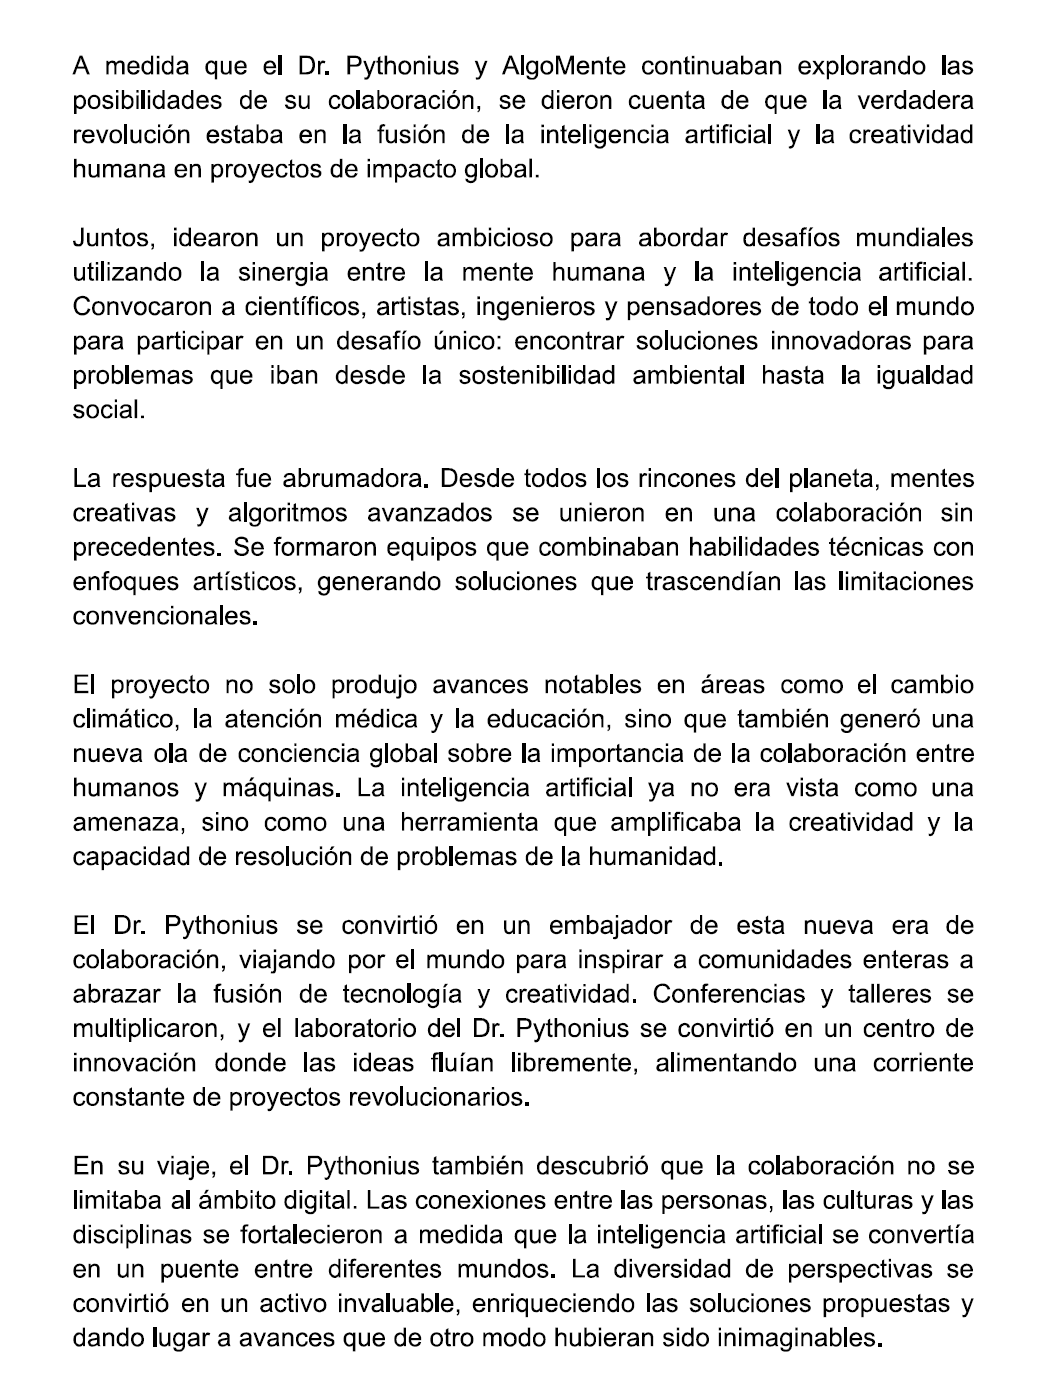 A medida que el Dr. Pythonius y AlgoMente continuaban explorando las
posibilidades de su colaboración, se dieron cuenta de que la verdadera
revolución estaba en la fusión de la inteligencia artificial y la creatividad
humana en proyectos de impacto global.
Juntos, idearon un proyecto ambicioso para abordar desafíos mundiales
utilizando la sinergia entre la mente humana y la inteligencia artificial.
Convocaron a científicos, artistas, ingenieros y pensadores de todo el mundo
para participar en un desafío único: encontrar soluciones innovadoras para
problemas que iban desde la sostenibilidad ambiental hasta la igualdad
social.
La respuesta fue abrumadora. Desde todos los rincones del planeta, mentes
creativas y algoritmos avanzados se unieron en una colaboración sin
precedentes. Se formaron equipos que combinaban habilidades técnicas con
enfoques artísticos, generando soluciones que trascendían las limitaciones
convencionales.
El proyecto no solo produjo avances notables en áreas como el cambio
climático, la atención médica y la educación, sino que también generó una
nueva ola de conciencia global sobre la importancia de la colaboración entre
humanos y máquinas. La inteligencia artificial ya no era vista como una
amenaza, sino como una herramienta que amplificaba la creatividad y la
capacidad de resolución de problemas de la humanidad.
El Dr. Pythonius se convirtió en un embajador de esta nueva era de
colaboración, viajando por el mundo para inspirar a comunidades enteras a
abrazar la fusión de tecnología y creatividad. Conferencias y talleres se
multiplicaron, y el laboratorio del Dr. Pythonius se convirtió en un centro de
innovación donde las ideas fluían libremente, alimentando una corriente
constante de proyectos revolucionarios.
En su viaje, el Dr. Pythonius también descubrió que la colaboración no se
limitaba al ámbito digital. Las conexiones entre las personas, las culturas y las
disciplinas se fortalecieron a medida que la inteligencia artificial se convertía
en un puente entre diferentes mundos. La diversidad de perspectivas se
convirtió en un activo invaluable, enriqueciendo las soluciones propuestas y
dando lugar a avances que de otro modo hubieran sido inimaginables.